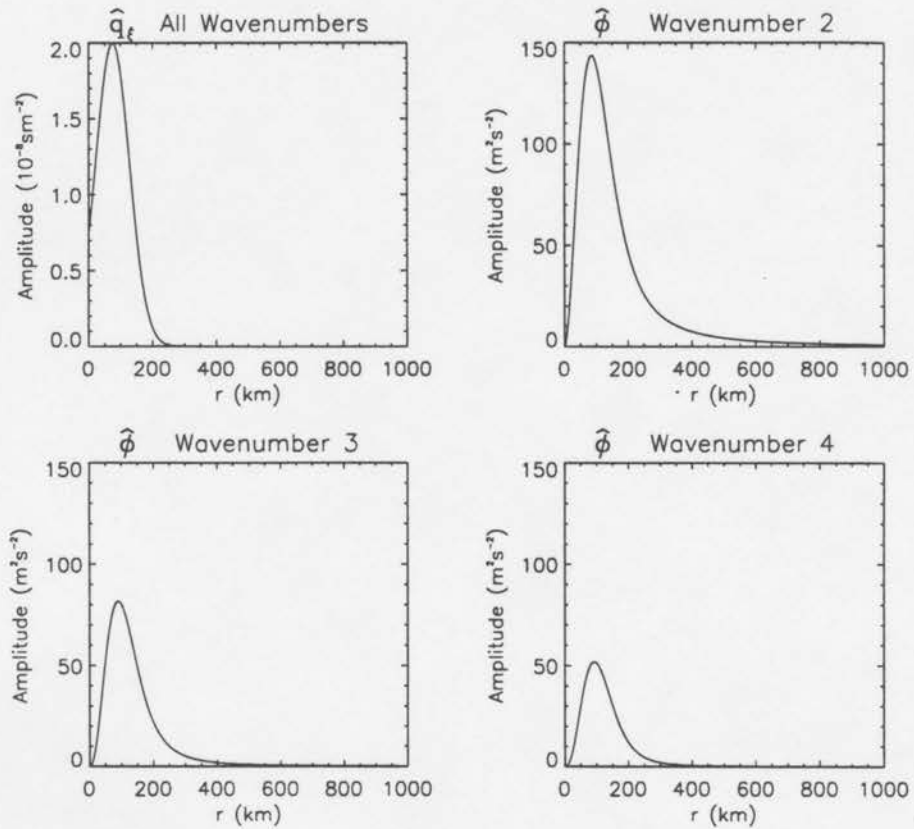 q̂ξ All Wavenumbers
2.0
1.5
1.0
0.5
0.0
Amplitude (10⁻⁸sm⁻²)
0 200 400 600 800 1000
r (km)
ϕ̂ Wavenumber 2
150
100
50
0
Amplitude (m²s⁻²)
0 200 400 600 800 1000
r (km)
ϕ̂ Wavenumber 3
150
100
50
0
Amplitude (m²s⁻²)
0 200 400 600 800 1000
r (km)
ϕ̂ Wavenumber 4
150
100
50
0
Amplitude (m²s⁻²)
0 200 400 600 800 1000
r (km)